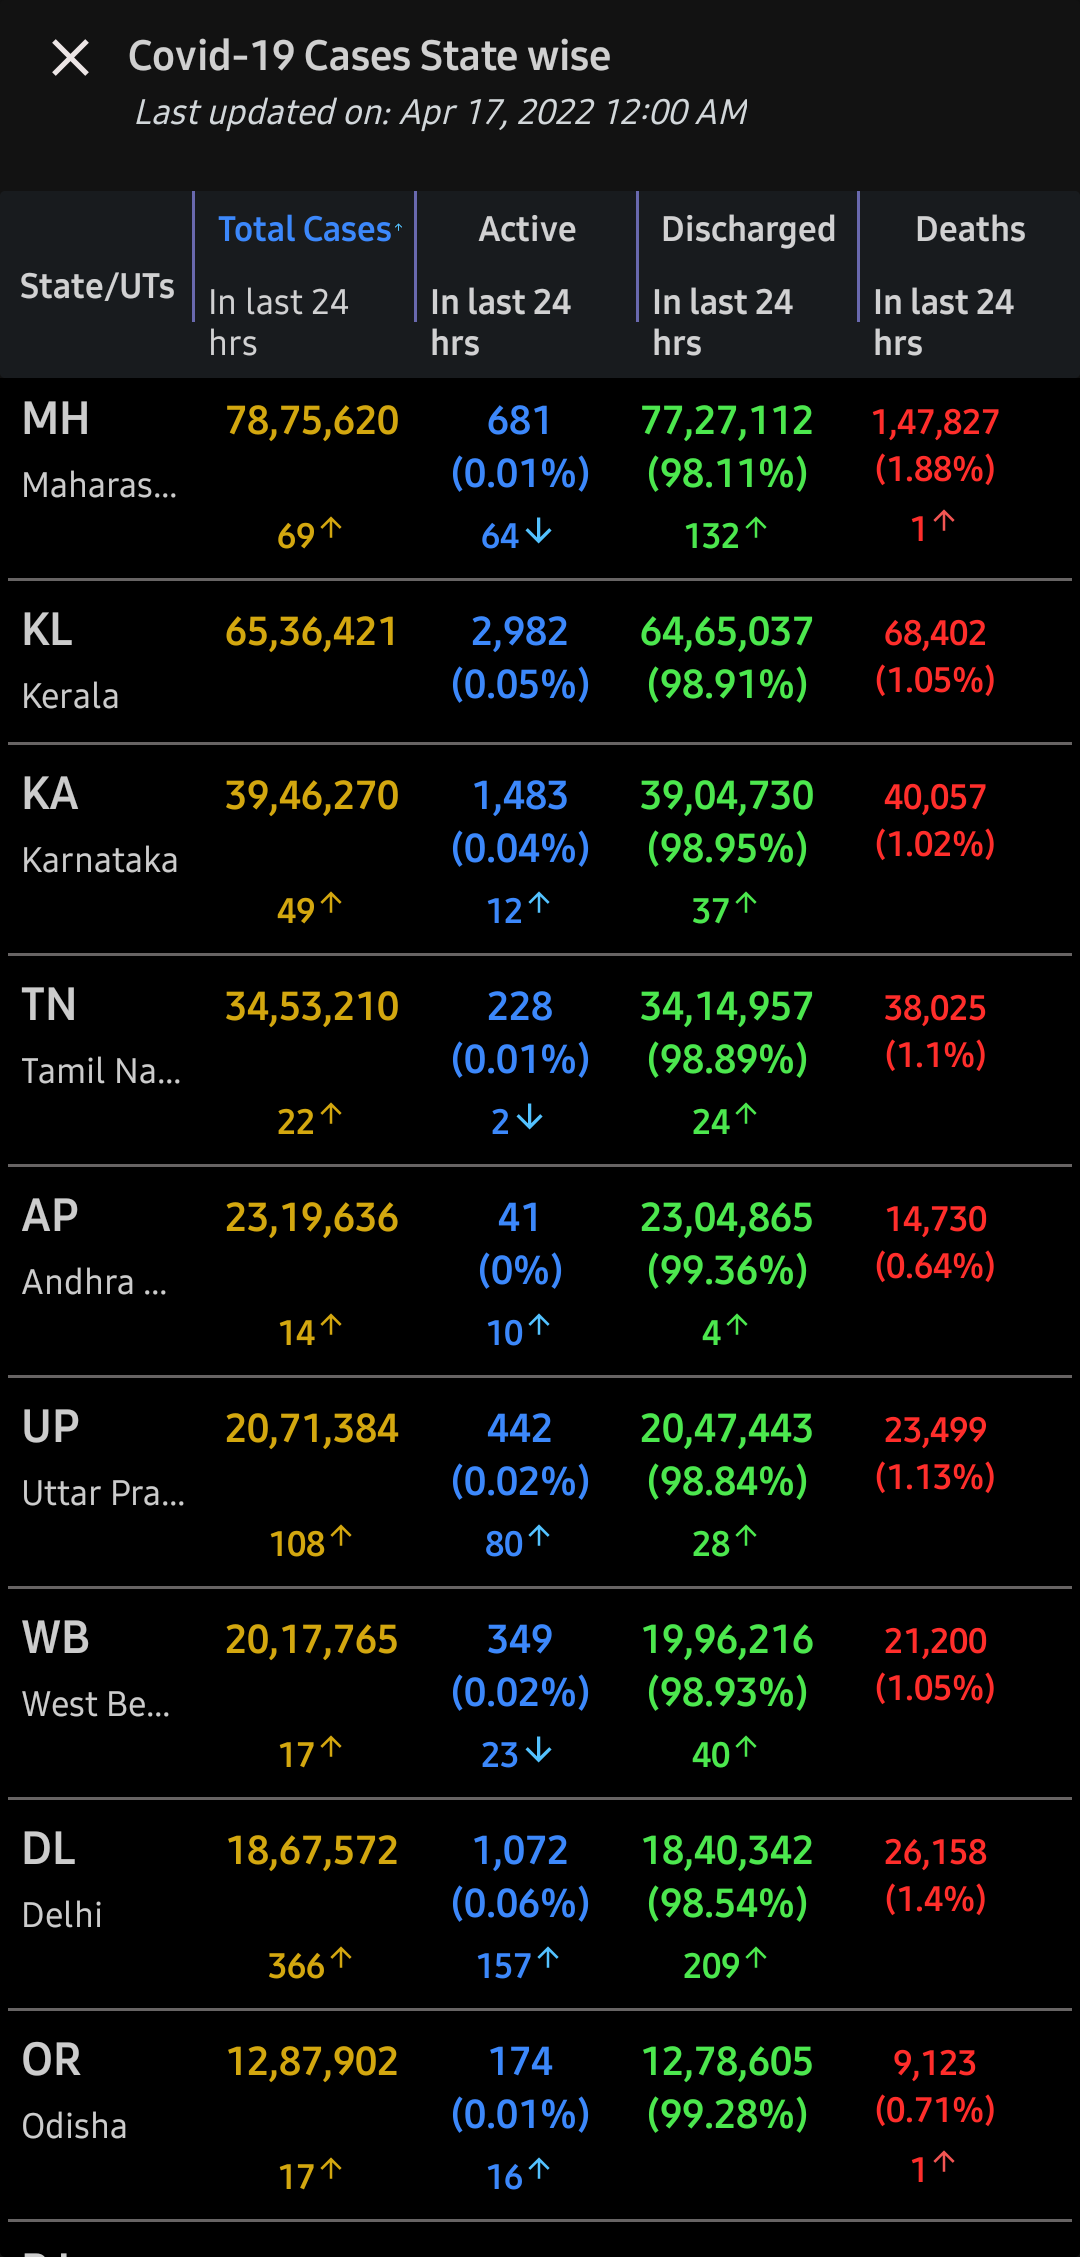 Covid-19 Cases State wise
Last updated on: Apr 17, 2022 12:00 AM
State/UTs Total Cases↑ Active Discharged Deaths
In last 24 hrs In last 24 hrs In last 24 hrs In last 24 hrs
MH 78,75,620 681 77,27,112 1,47,827
Maharas... (0.01%) (98.11%) (1.88%)
69↑ 64↓ 132↑ 1↑
KL 65,36,421 2,982 64,65,037 68,402
Kerala (0.05%) (98.91%) (1.05%)
KA 39,46,270 1,483 39,04,730 40,057
Karnataka (0.04%) (98.95%) (1.02%)
49↑ 12↑ 37↑
TN 34,53,210 228 34,14,957 38,025
Tamil Na... (0.01%) (98.89%) (1.1%)
22↑ 2↓ 24↑
AP 23,19,636 41 23,04,865 14,730
Andhra ... (0%) (99.36%) (0.64%)
14↑ 10↑ 4↑
UP 20,71,384 442 20,47,443 23,499
Uttar Pra... (0.02%) (98.84%) (1.13%)
108↑ 80↑ 28↑
WB 20,17,765 349 19,96,216 21,200
West Be... (0.02%) (98.93%) (1.05%)
17↑ 23↓ 40↑
DL 18,67,572 1,072 18,40,342 26,158
Delhi (0.06%) (98.54%) (1.4%)
366↑ 157↑ 209↑
OR 12,87,902 174 12,78,605 9,123
Odisha (0.01%) (99.28%) (0.71%)
17↑ 16↑ 1↑